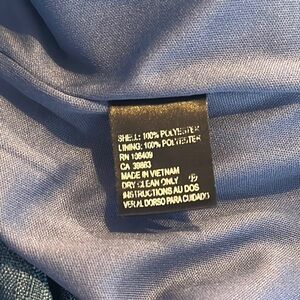 SHELL: 100% POLYESTER
LINING: 100% POLYESTER
RN 106409
CA 39883
MADE IN VIETNAM
DRY CLEAN ONLY
INSTRUCTIONS AU DOS
VER AL DORSO PARA CUIDADO